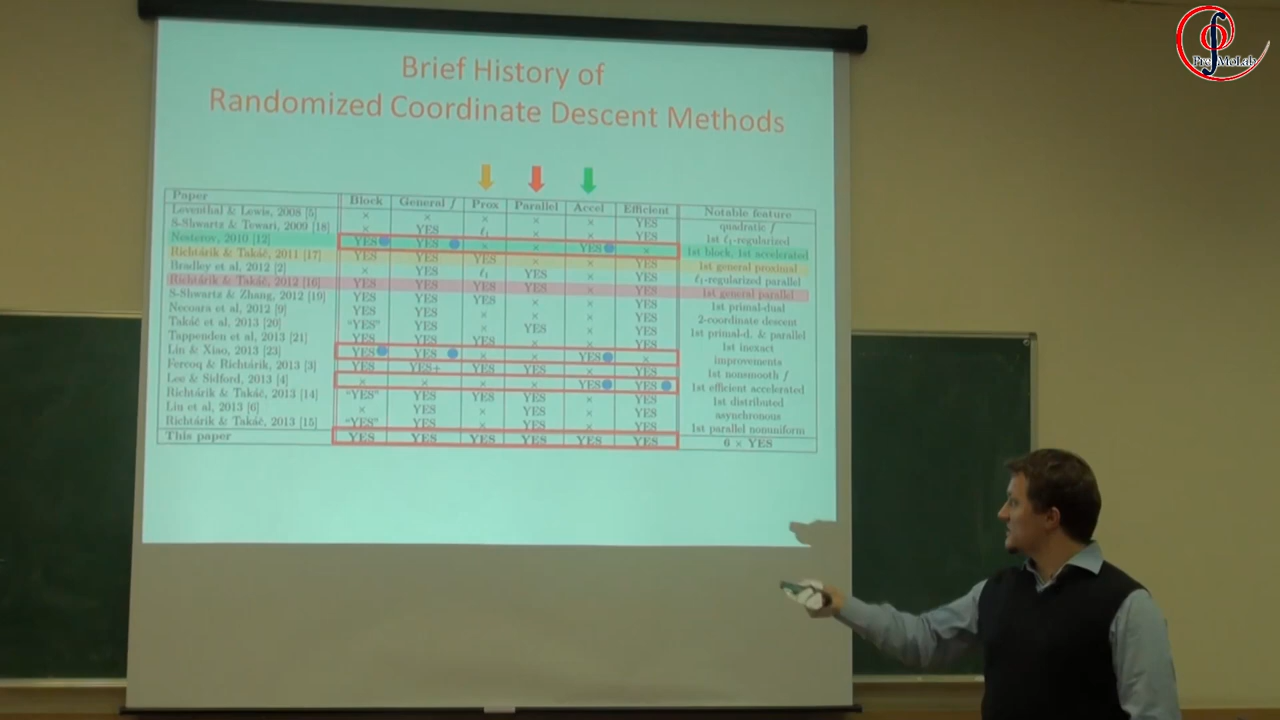 PreMoLab
Brief History of
Randomized Coordinate Descent Methods
Paper Block General f Prox Parallel Accel Efficient Notable feature
Leventhal & Lewis, 2008 [5] × × × × × YES quadratic f
S-Shwartz & Tewari, 2009 [18] × YES ℓ1 × × YES 1st ℓ1-regularized
Nesterov, 2010 [12] YES YES × × YES × 1st block, 1st accelerated
Richtárik & Takáč, 2011 [17] YES YES YES × × YES 1st general proximal
Bradley et al, 2012 [2] × YES ℓ1 YES × YES ℓ1-regularized parallel
Richtárik & Takáč, 2012 [16] YES YES YES YES × YES 1st general parallel
S-Shwartz & Zhang, 2012 [19] YES YES YES × × YES 1st primal-dual
Necoara et al, 2012 [9] YES YES × × × YES 2-coordinate descent
Takáč et al, 2013 [20] “YES” YES × YES × YES 1st primal-d. & parallel
Tappenden et al, 2013 [21] YES YES YES × × YES 1st inexact
Lin & Xiao, 2013 [23] YES YES × × YES × improvements
Fercoq & Richtárik, 2013 [3] YES YES+ YES YES × YES 1st nonsmooth f
Lee & Sidford, 2013 [4] × × × × YES YES 1st efficient accelerated
Richtárik & Takáč, 2013 [14] “YES” YES YES YES × YES 1st distributed
Liu et al, 2013 [6] × YES × YES × YES asynchronous
Richtárik & Takáč, 2013 [15] “YES” YES × YES × YES 1st parallel nonuniform
This paper YES YES YES YES YES YES 6 × YES